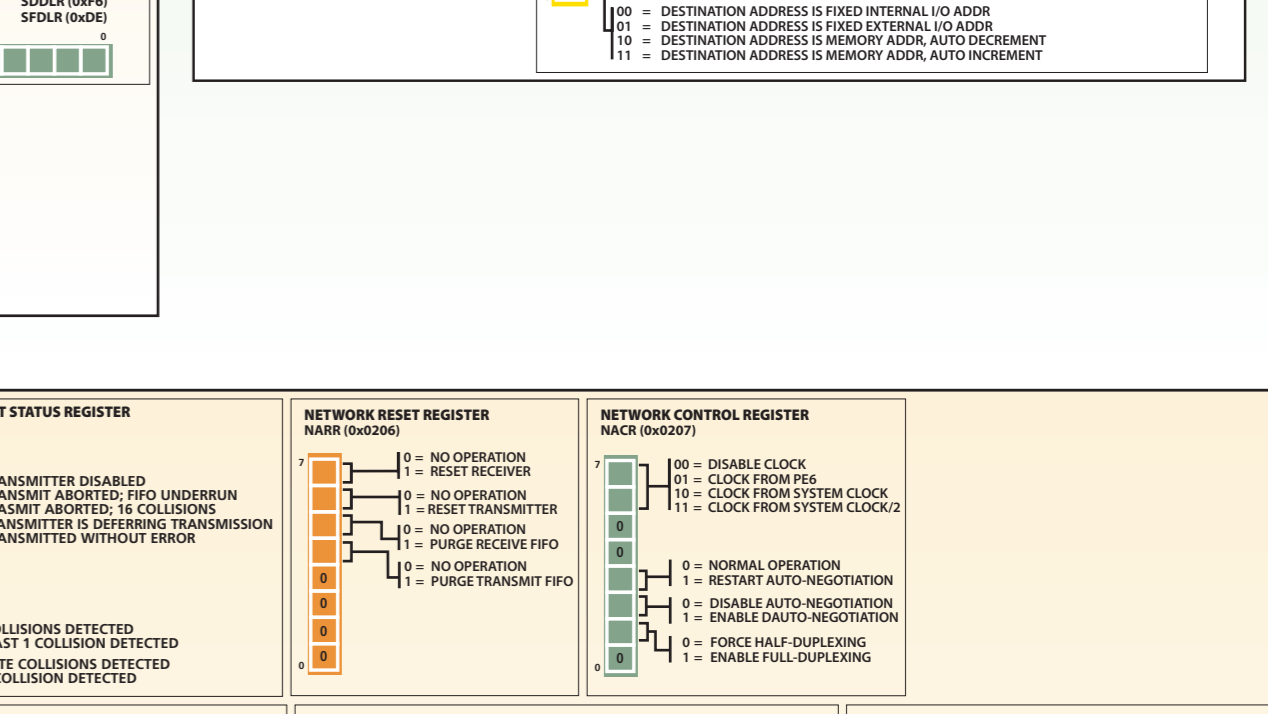 SDDLR (0xF6)
SFDLR (0xDE)
0
00 = DESTINATION ADDRESS IS FIXED INTERNAL I/O ADDR
01 = DESTINATION ADDRESS IS FIXED EXTERNAL I/O ADDR
10 = DESTINATION ADDRESS IS MEMORY ADDR, AUTO DECREMENT
11 = DESTINATION ADDRESS IS MEMORY ADDR, AUTO INCREMENT
T STATUS REGISTER
ANSMITTER DISABLED
ANSMIT ABORTED; FIFO UNDERRUN
ASMIT ABORTED; 16 COLLISIONS
ANSMITTER IS DEFERRING TRANSMISSION
ANSMITTED WITHOUT ERROR
OLLISIONS DETECTED
AST 1 COLLISION DETECTED
TE COLLISIONS DETECTED
COLLISION DETECTED
NETWORK RESET REGISTER
NARR (0x0206)
7
0 = NO OPERATION
1 = RESET RECEIVER
0 = NO OPERATION
1 = RESET TRANSMITTER
0 = NO OPERATION
1 = PURGE RECEIVE FIFO
0 = NO OPERATION
1 = PURGE TRANSMIT FIFO
0
0
0
0
0
NETWORK CONTROL REGISTER
NACR (0x0207)
7
00 = DISABLE CLOCK
01 = CLOCK FROM PE6
10 = CLOCK FROM SYSTEM CLOCK
11 = CLOCK FROM SYSTEM CLOCK/2
0
0
0 = NORMAL OPERATION
1 = RESTART AUTO-NEGOTIATION
0 = DISABLE AUTO-NEGOTIATION
1 = ENABLE DAUTO-NEGOTIATION
0 = FORCE HALF-DUPLEXING
1 = ENABLE FULL-DUPLEXING
0
0